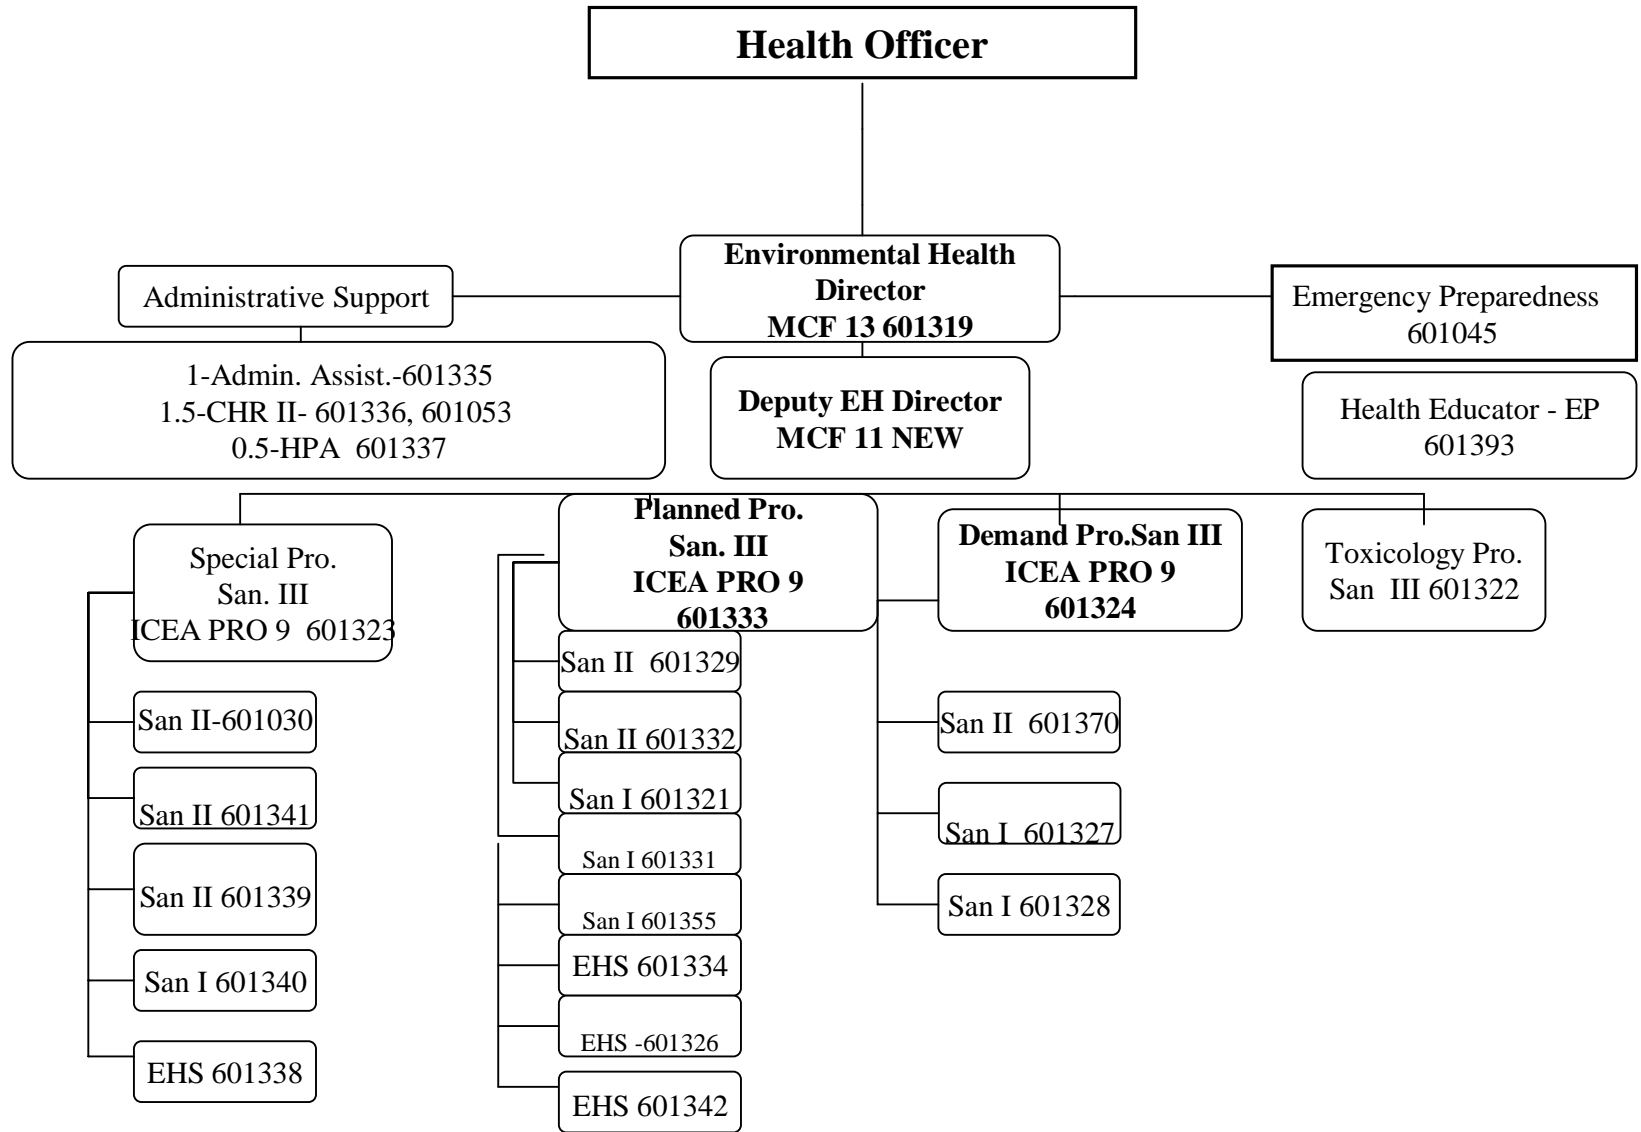 Health Officer
Environmental Health
Director
MCF 13 601319
Administrative Support
Emergency Preparedness
601045
1-Admin. Assist.-601335
1.5-CHR II- 601336, 601053
0.5-HPA 601337
Deputy EH Director
MCF 11 NEW
Health Educator - EP
601393
Special Pro.
San. III
ICEA PRO 9 601323
San II-601030
San II 601341
San II 601339
San I 601340
EHS 601338
Planned Pro.
San. III
ICEA PRO 9
601333
San II 601329
San II 601332
San I 601321
San I 601331
San I 601355
EHS 601334
EHS -601326
EHS 601342
Demand Pro.San III
ICEA PRO 9
601324
San II 601370
San I 601327
San I 601328
Toxicology Pro.
San III 601322